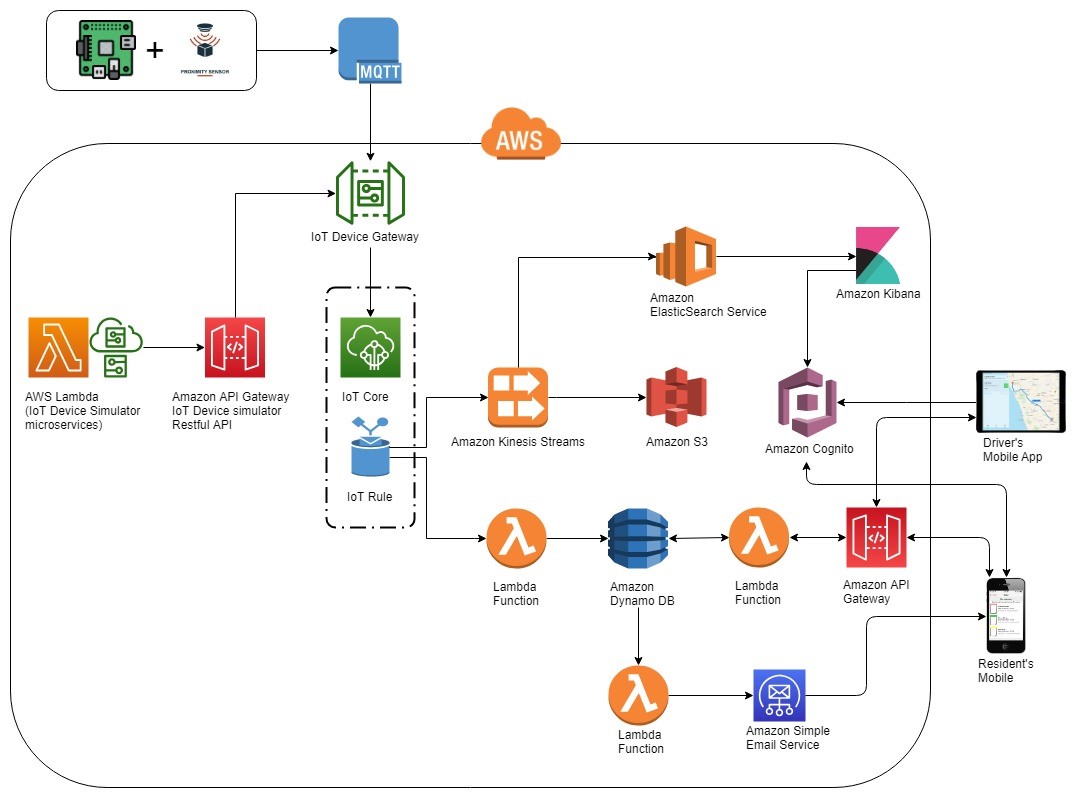 +
PROXIMITY SENSOR
MQTT
AWS
IoT Device Gateway
Amazon
ElasticSearch Service
Amazon Kibana
AWS Lambda
(IoT Device Simulator
microservices)
Amazon API Gateway
IoT Device simulator
Restful API
</>
IoT Core
IoT Rule
Amazon Kinesis Streams
Amazon S3
Amazon Cognito
Driver's
Mobile App
Lambda
Function
Amazon
Dynamo DB
Lambda
Function
</>
Amazon API
Gateway
Resident's
Mobile
Lambda
Function
Amazon Simple
Email Service